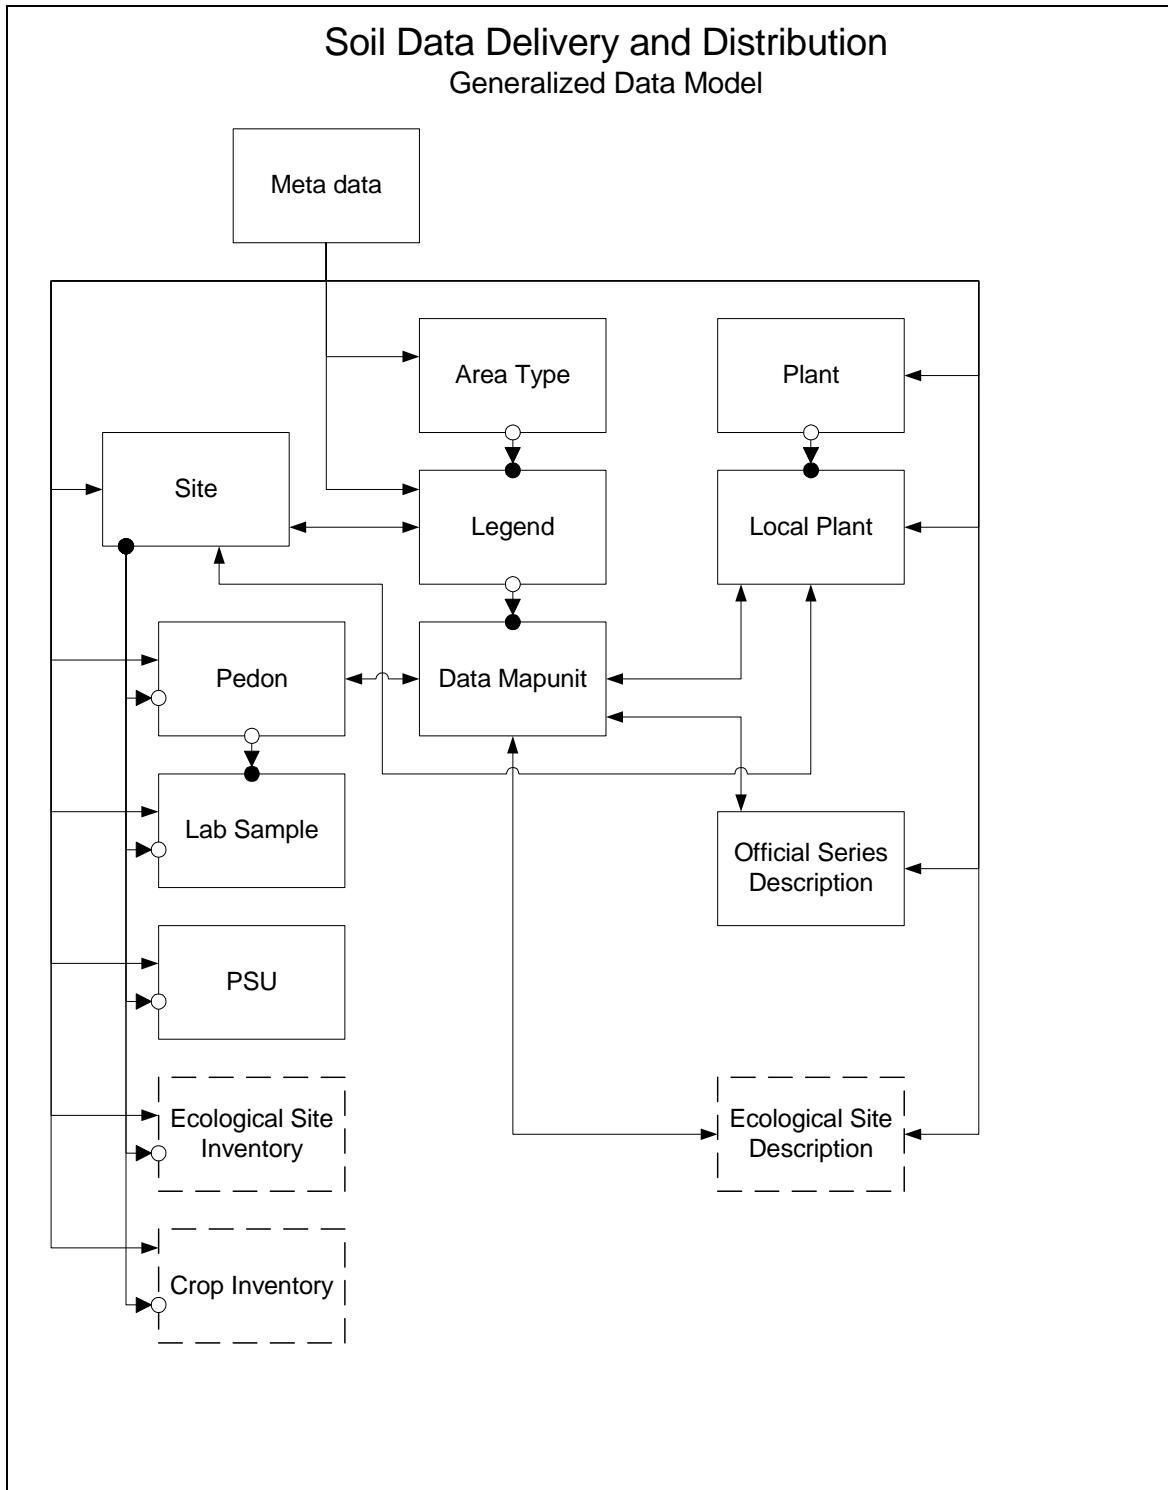 Soil Data Delivery and Distribution
Generalized Data Model
Meta data
Area Type
Plant
Site
Legend
Local Plant
Pedon
Data Mapunit
Lab Sample
Official Series
Description
PSU
Ecological Site
Inventory
Ecological Site
Description
Crop Inventory